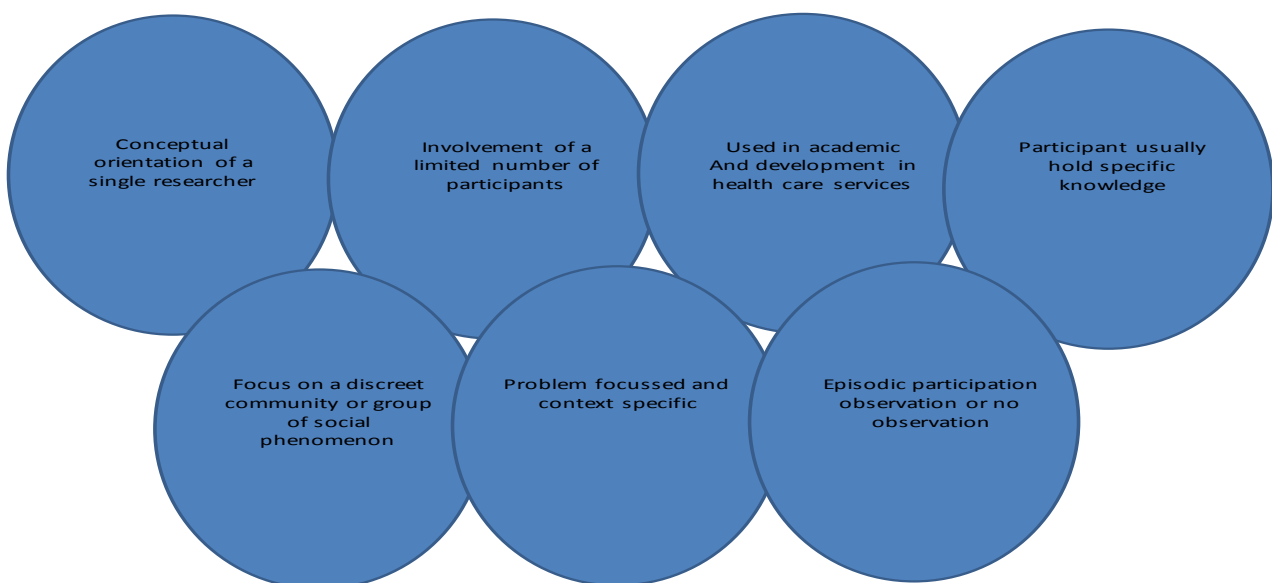 Conceptual
orientation of a
single researcher
Involvement of a
limited number of
participants
Used in academic
And development in
health care services
Participant usually
hold specific
knowledge
Focus on a discreet
community or group
of social
phenomenon
Problem focussed and
context specific
Episodic participation
observation or no
observation